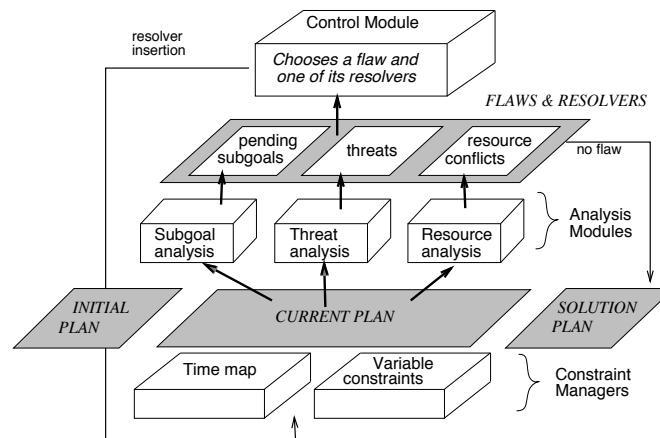 Control Module
resolver
insertion
Chooses a flaw and
one of its resolvers
FLAWS & RESOLVERS
pending
subgoals
threats
resource
conflicts
no flaw
Subgoal
analysis
Threat
analysis
Resource
analysis
Analysis
Modules
INITIAL
PLAN
CURRENT PLAN
SOLUTION
PLAN
Time map
Variable
constraints
Constraint
Managers